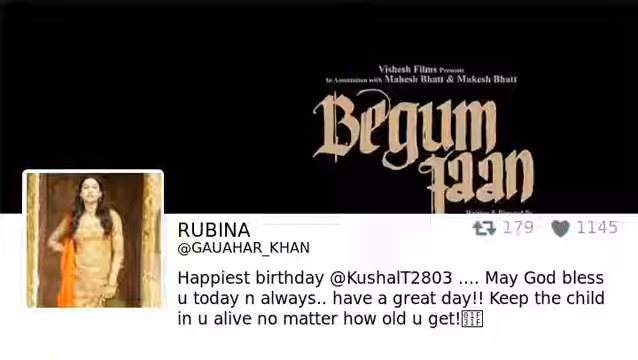 Vishesh Films Presents
In Association with Mahesh Bhatt & Mukesh Bhatt
Begum
Jaan
RUBINA
179 1145
@GAUAHAR_KHAN
Happiest birthday @KushalT2803 .... May God bless
u today n always.. have a great day!! Keep the child
in u alive no matter how old u get!